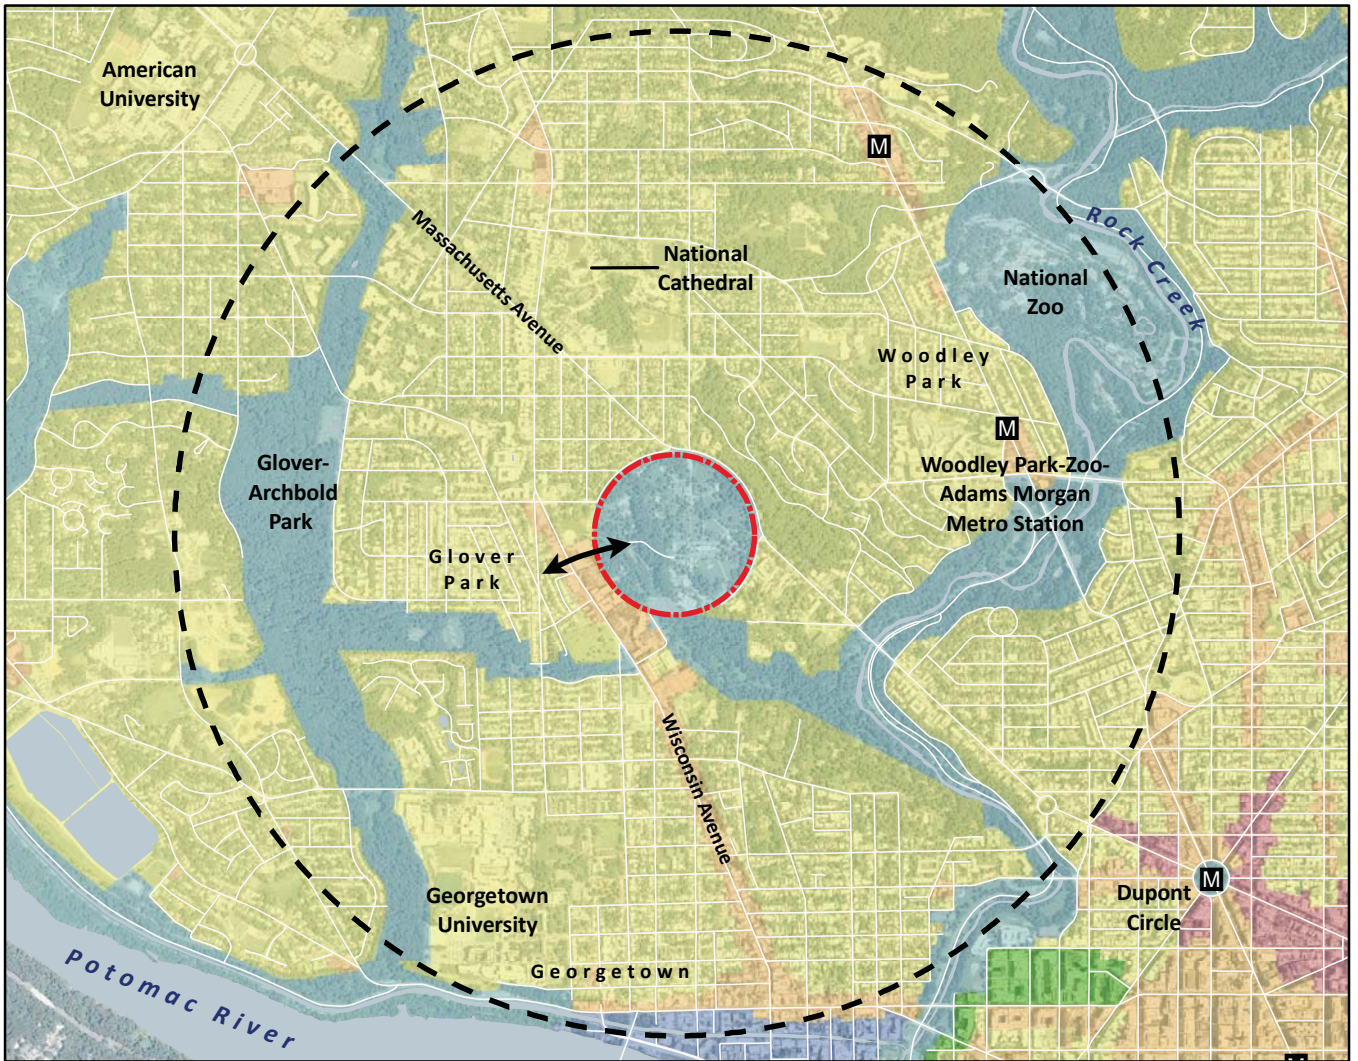 American
University
M
Massachusetts Avenue
National
Cathedral
Rock Creek
National
Zoo
Woodley
Park
M
Glover-
Archbold
Park
Woodley Park-Zoo-
Adams Morgan
Metro Station
Glover
Park
Wisconsin Avenue
M
Dupont
Circle
Georgetown
University
Georgetown
Potomac River